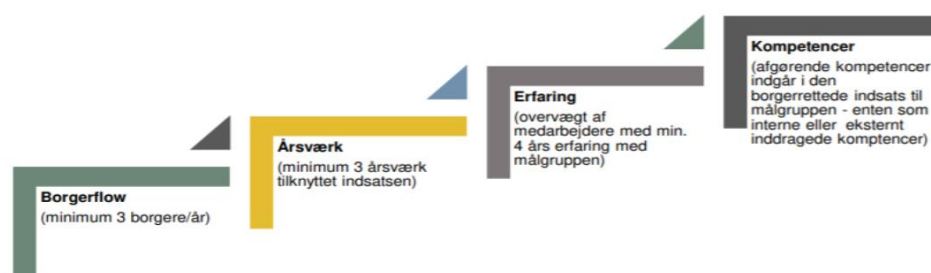 Borgerflow
(minimum 3 borgere/år)
Årsværk
(minimum 3 årsværk
tilknyttet indsatsen)
Erfaring
(overvægt af
medarbejdere med min.
4 års erfaring med
målgruppen)
Kompetencer
(afgørende kompetencer
indgår i den
borgerrettede indsats til
målgruppen - enten som
interne eller eksternt
inddragede komptencer)